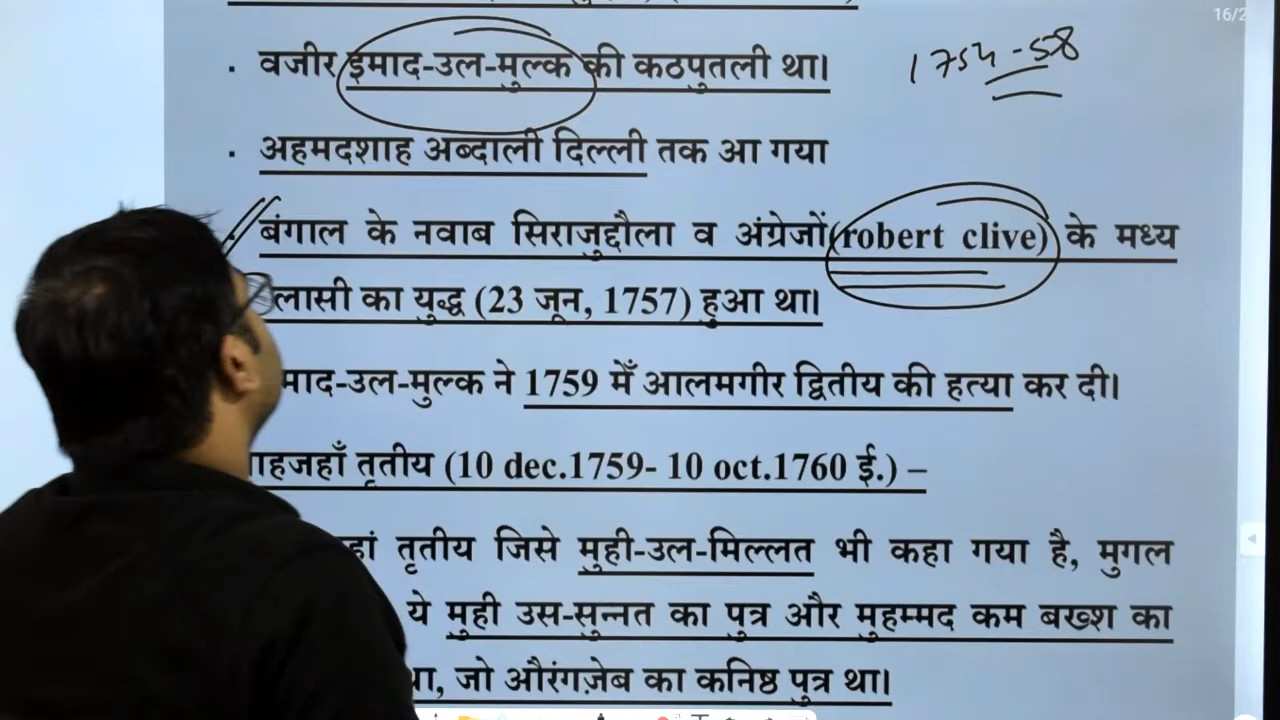 16/2
. वजीर इमाद-उल-मुल्क की कठपुतली था। 1754-58
. अहमदशाह अब्दाली दिल्ली तक आ गया
बंगाल के नवाब सिराजुद्दौला व अंग्रेजों(robert clive) के मध्य
लासी का युद्ध (23 जून, 1757) हुआ था।
माद-उल-मुल्क ने 1759 मेँ आलमगीर द्वितीय की हत्या कर दी।
ाहजहाँ तृतीय (10 dec.1759- 10 oct.1760 ई.) –
हां तृतीय जिसे मुही-उल-मिल्लत भी कहा गया है, मुगल
ये मुही उस-सुन्नत का पुत्र और मुहम्मद कम बख्श का
ा, जो औरंगज़ेब का कनिष्ठ पुत्र था।